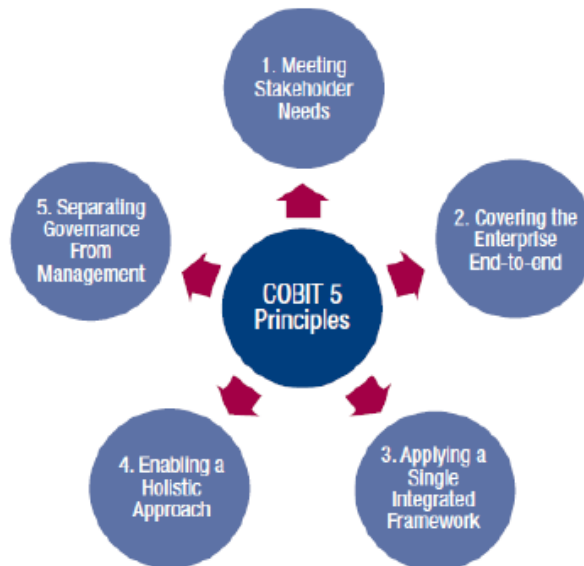 1. Meeting
Stakeholder
Needs
2. Covering the
Enterprise
End-to-end
3. Applying a
Single
Integrated
Framework
4. Enabling a
Holistic
Approach
5. Separating
Governance
From
Management
COBIT 5
Principles